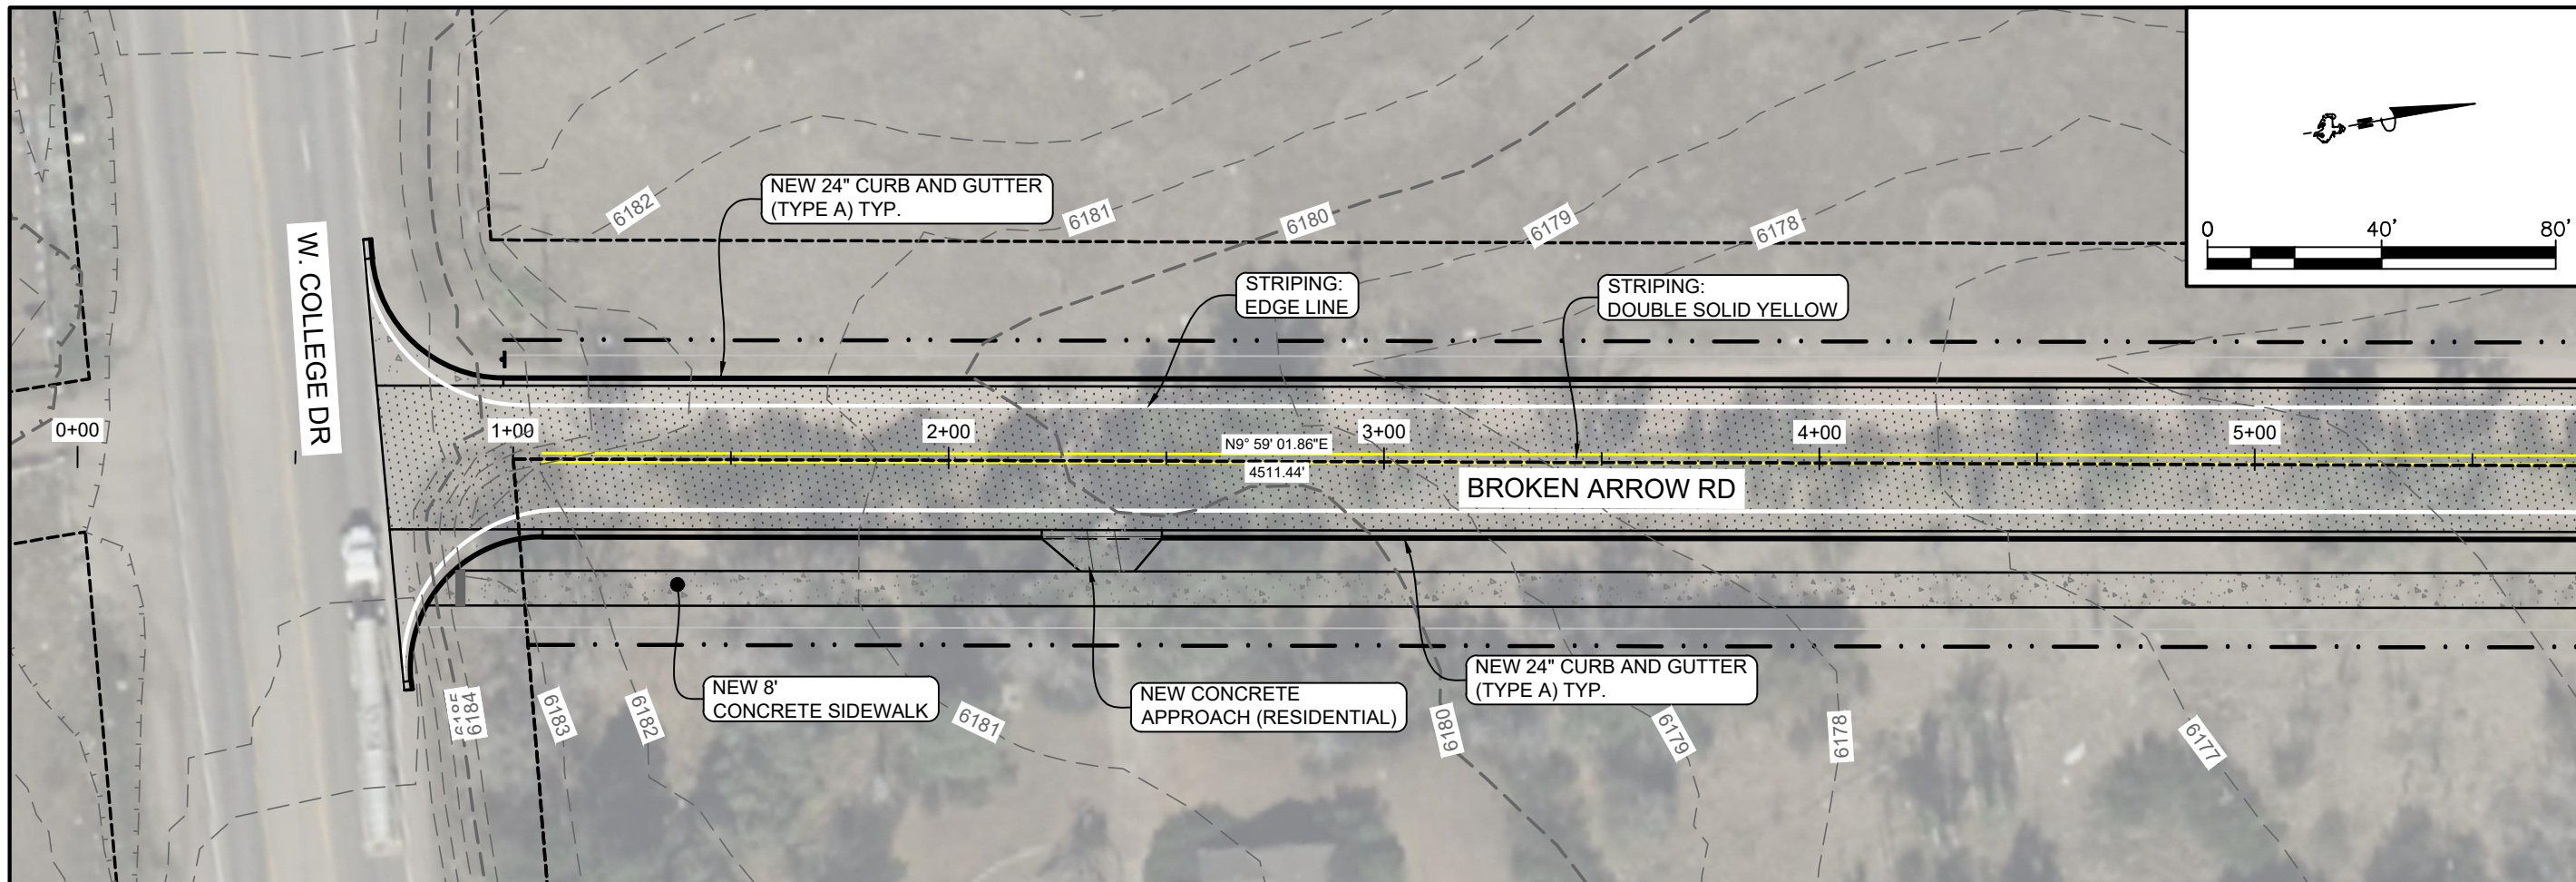 W. COLLEGE DR
NEW 24" CURB AND GUTTER
(TYPE A) TYP.
STRIPING:
EDGE LINE
STRIPING:
DOUBLE SOLID YELLOW
N
0 40' 80'
6182
6181
6180
6179
6178
0+00
1+00
2+00
3+00
4+00
5+00
N9° 59' 01.86"E
4511.44'
BROKEN ARROW RD
NEW 8'
CONCRETE SIDEWALK
NEW CONCRETE
APPROACH (RESIDENTIAL)
NEW 24" CURB AND GUTTER
(TYPE A) TYP.
6184
6183
6182
6181
6180
6179
6178
6177